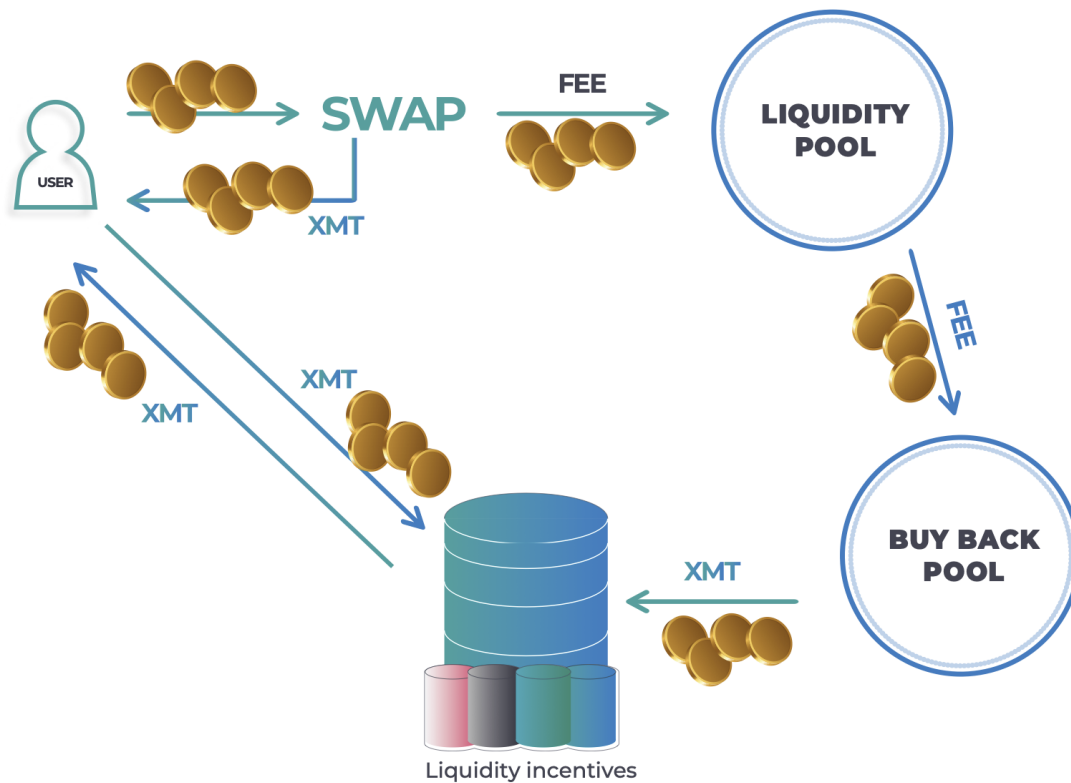 FEE
SWAP
LIQUIDITY
POOL
USER
XMT
FEE
XMT
XMT
BUY BACK
POOL
XMT
Liquidity incentives